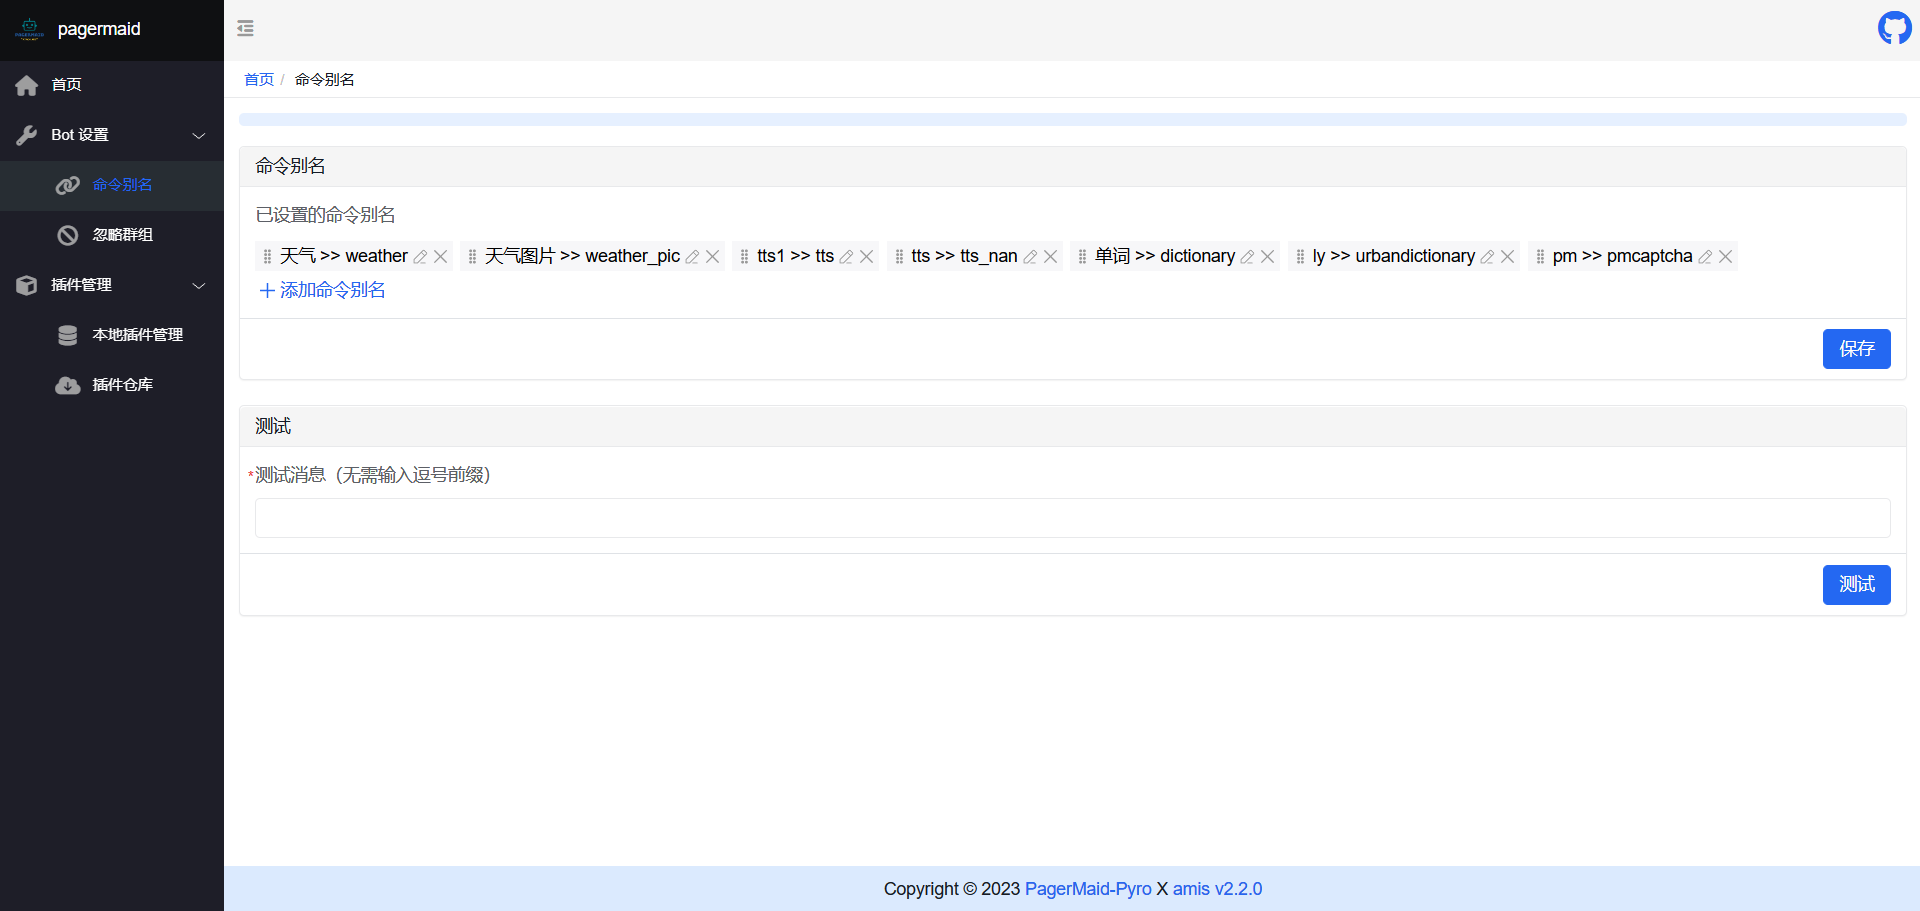 pagermaid
首页
Bot 设置
命令别名
忽略群组
插件管理
本地插件管理
插件仓库
首页 / 命令别名
命令别名
已设置的命令别名
天气 >> weather 天气图片 >> weather_pic tts1 >> tts tts >> tts_nan 单词 >> dictionary ly >> urbandictionary pm >> pmcaptcha
添加命令别名
保存
测试
*测试消息（无需输入逗号前缀）
测试
Copyright © 2023 PagerMaid-Pyro X amis v2.2.0